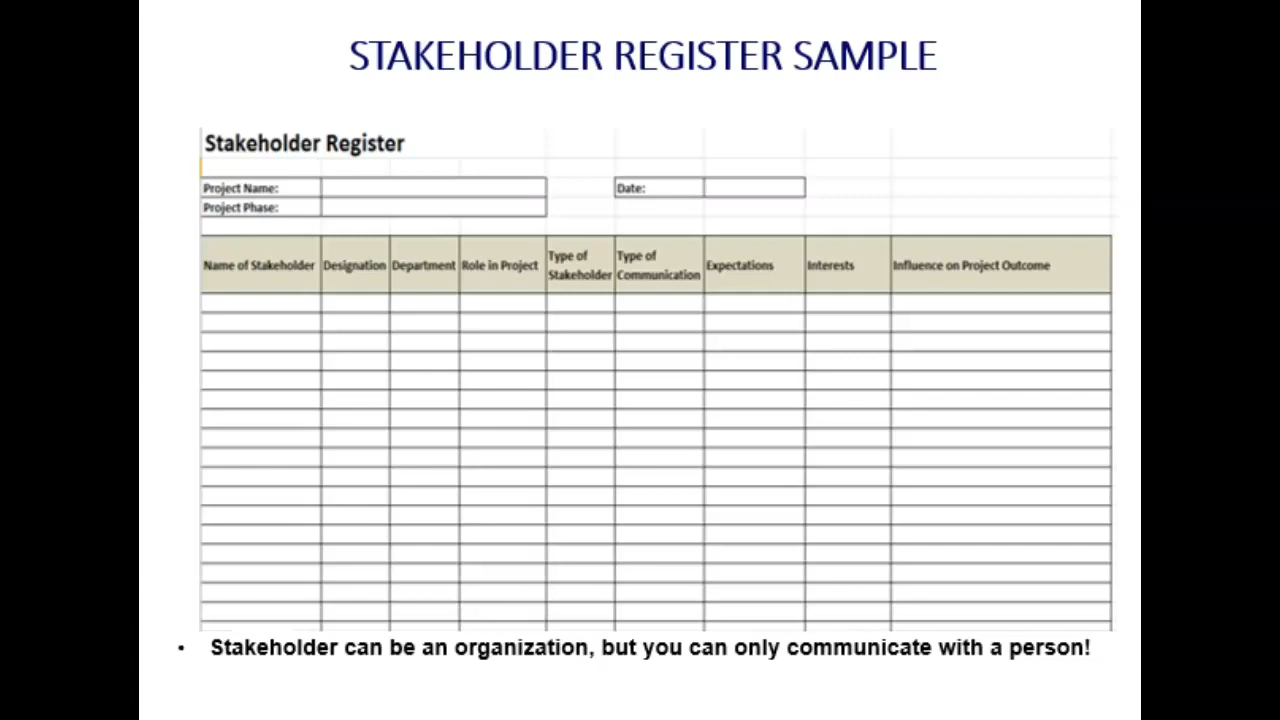 STAKEHOLDER REGISTER SAMPLE
Stakeholder Register
Project Name:
Date:
Project Phase:
Name of Stakeholder
Designation
Department
Role in Project
Type of
Stakeholder
Type of
Communication
Expectations
Interests
Influence on Project Outcome
• Stakeholder can be an organization, but you can only communicate with a person!